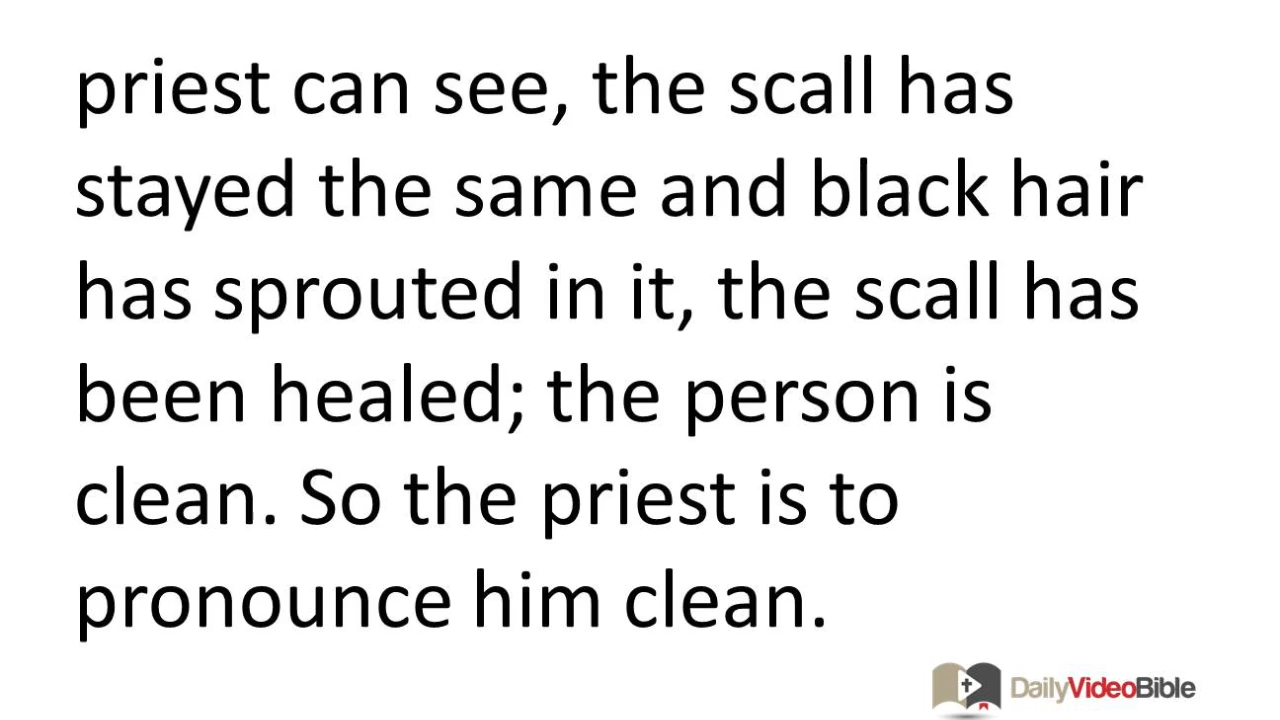 priest can see, the scall has
stayed the same and black hair
has sprouted in it, the scall has
been healed; the person is
clean. So the priest is to
pronounce him clean.
DailyVideoBible